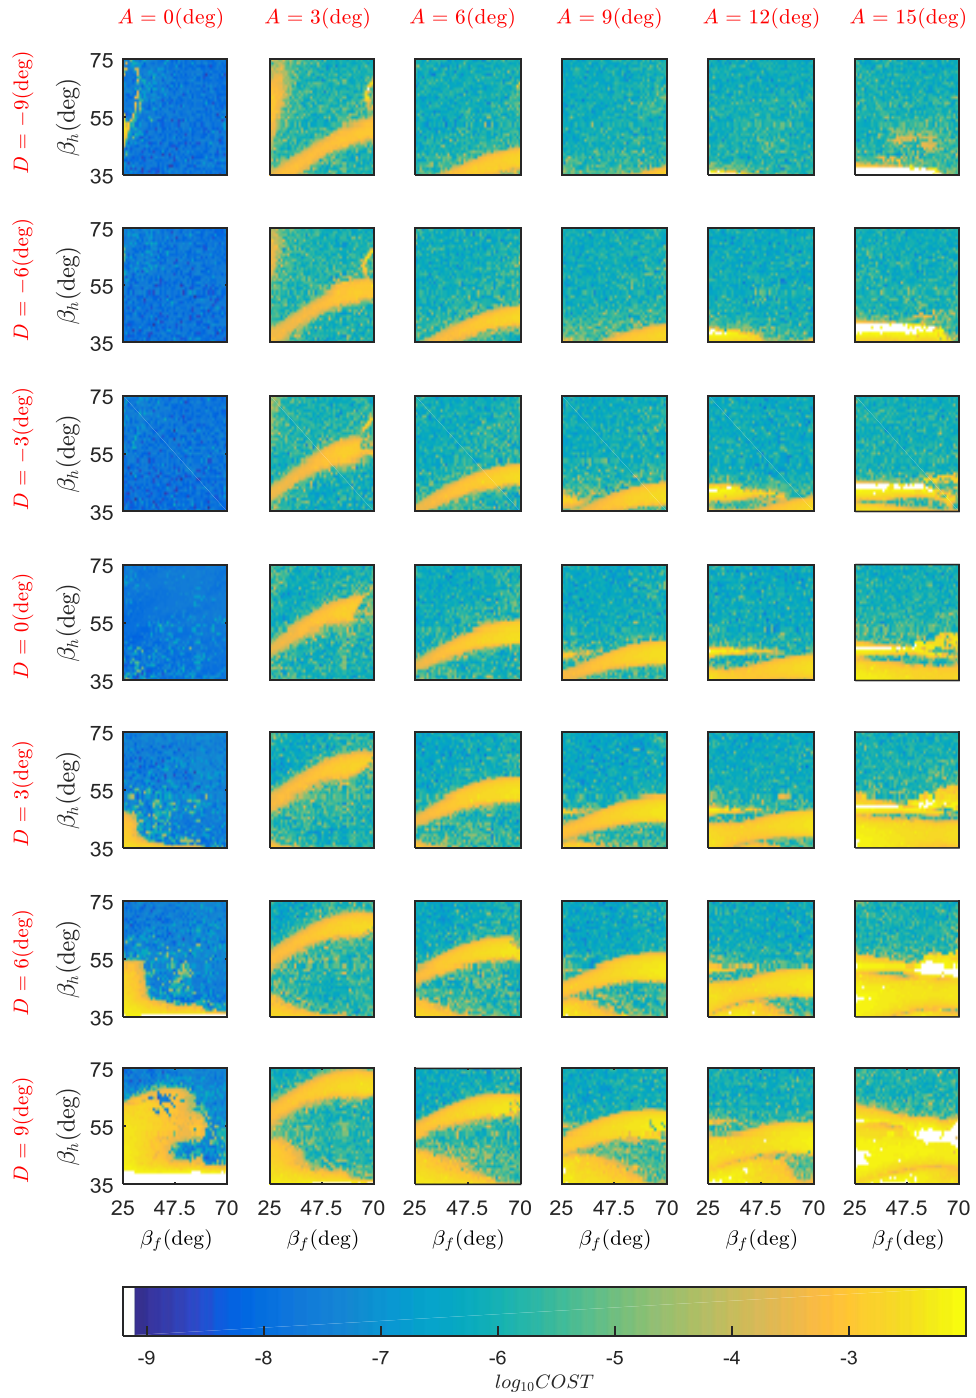 A = 0(deg) A = 3(deg) A = 6(deg) A = 9(deg) A = 12(deg) A = 15(deg)
D = −9(deg)
β_h(deg)
75
55
35
D = −6(deg)
β_h(deg)
75
55
35
D = −3(deg)
β_h(deg)
75
55
35
D = 0(deg)
β_h(deg)
75
55
35
D = 3(deg)
β_h(deg)
75
55
35
D = 6(deg)
β_h(deg)
75
55
35
D = 9(deg)
β_h(deg)
75
55
35
25 47.5 70 25 47.5 70 25 47.5 70 25 47.5 70 25 47.5 70 25 47.5 70
β_f(deg) β_f(deg) β_f(deg) β_f(deg) β_f(deg) β_f(deg)
-9 -8 -7 -6 -5 -4 -3
log₁₀COST